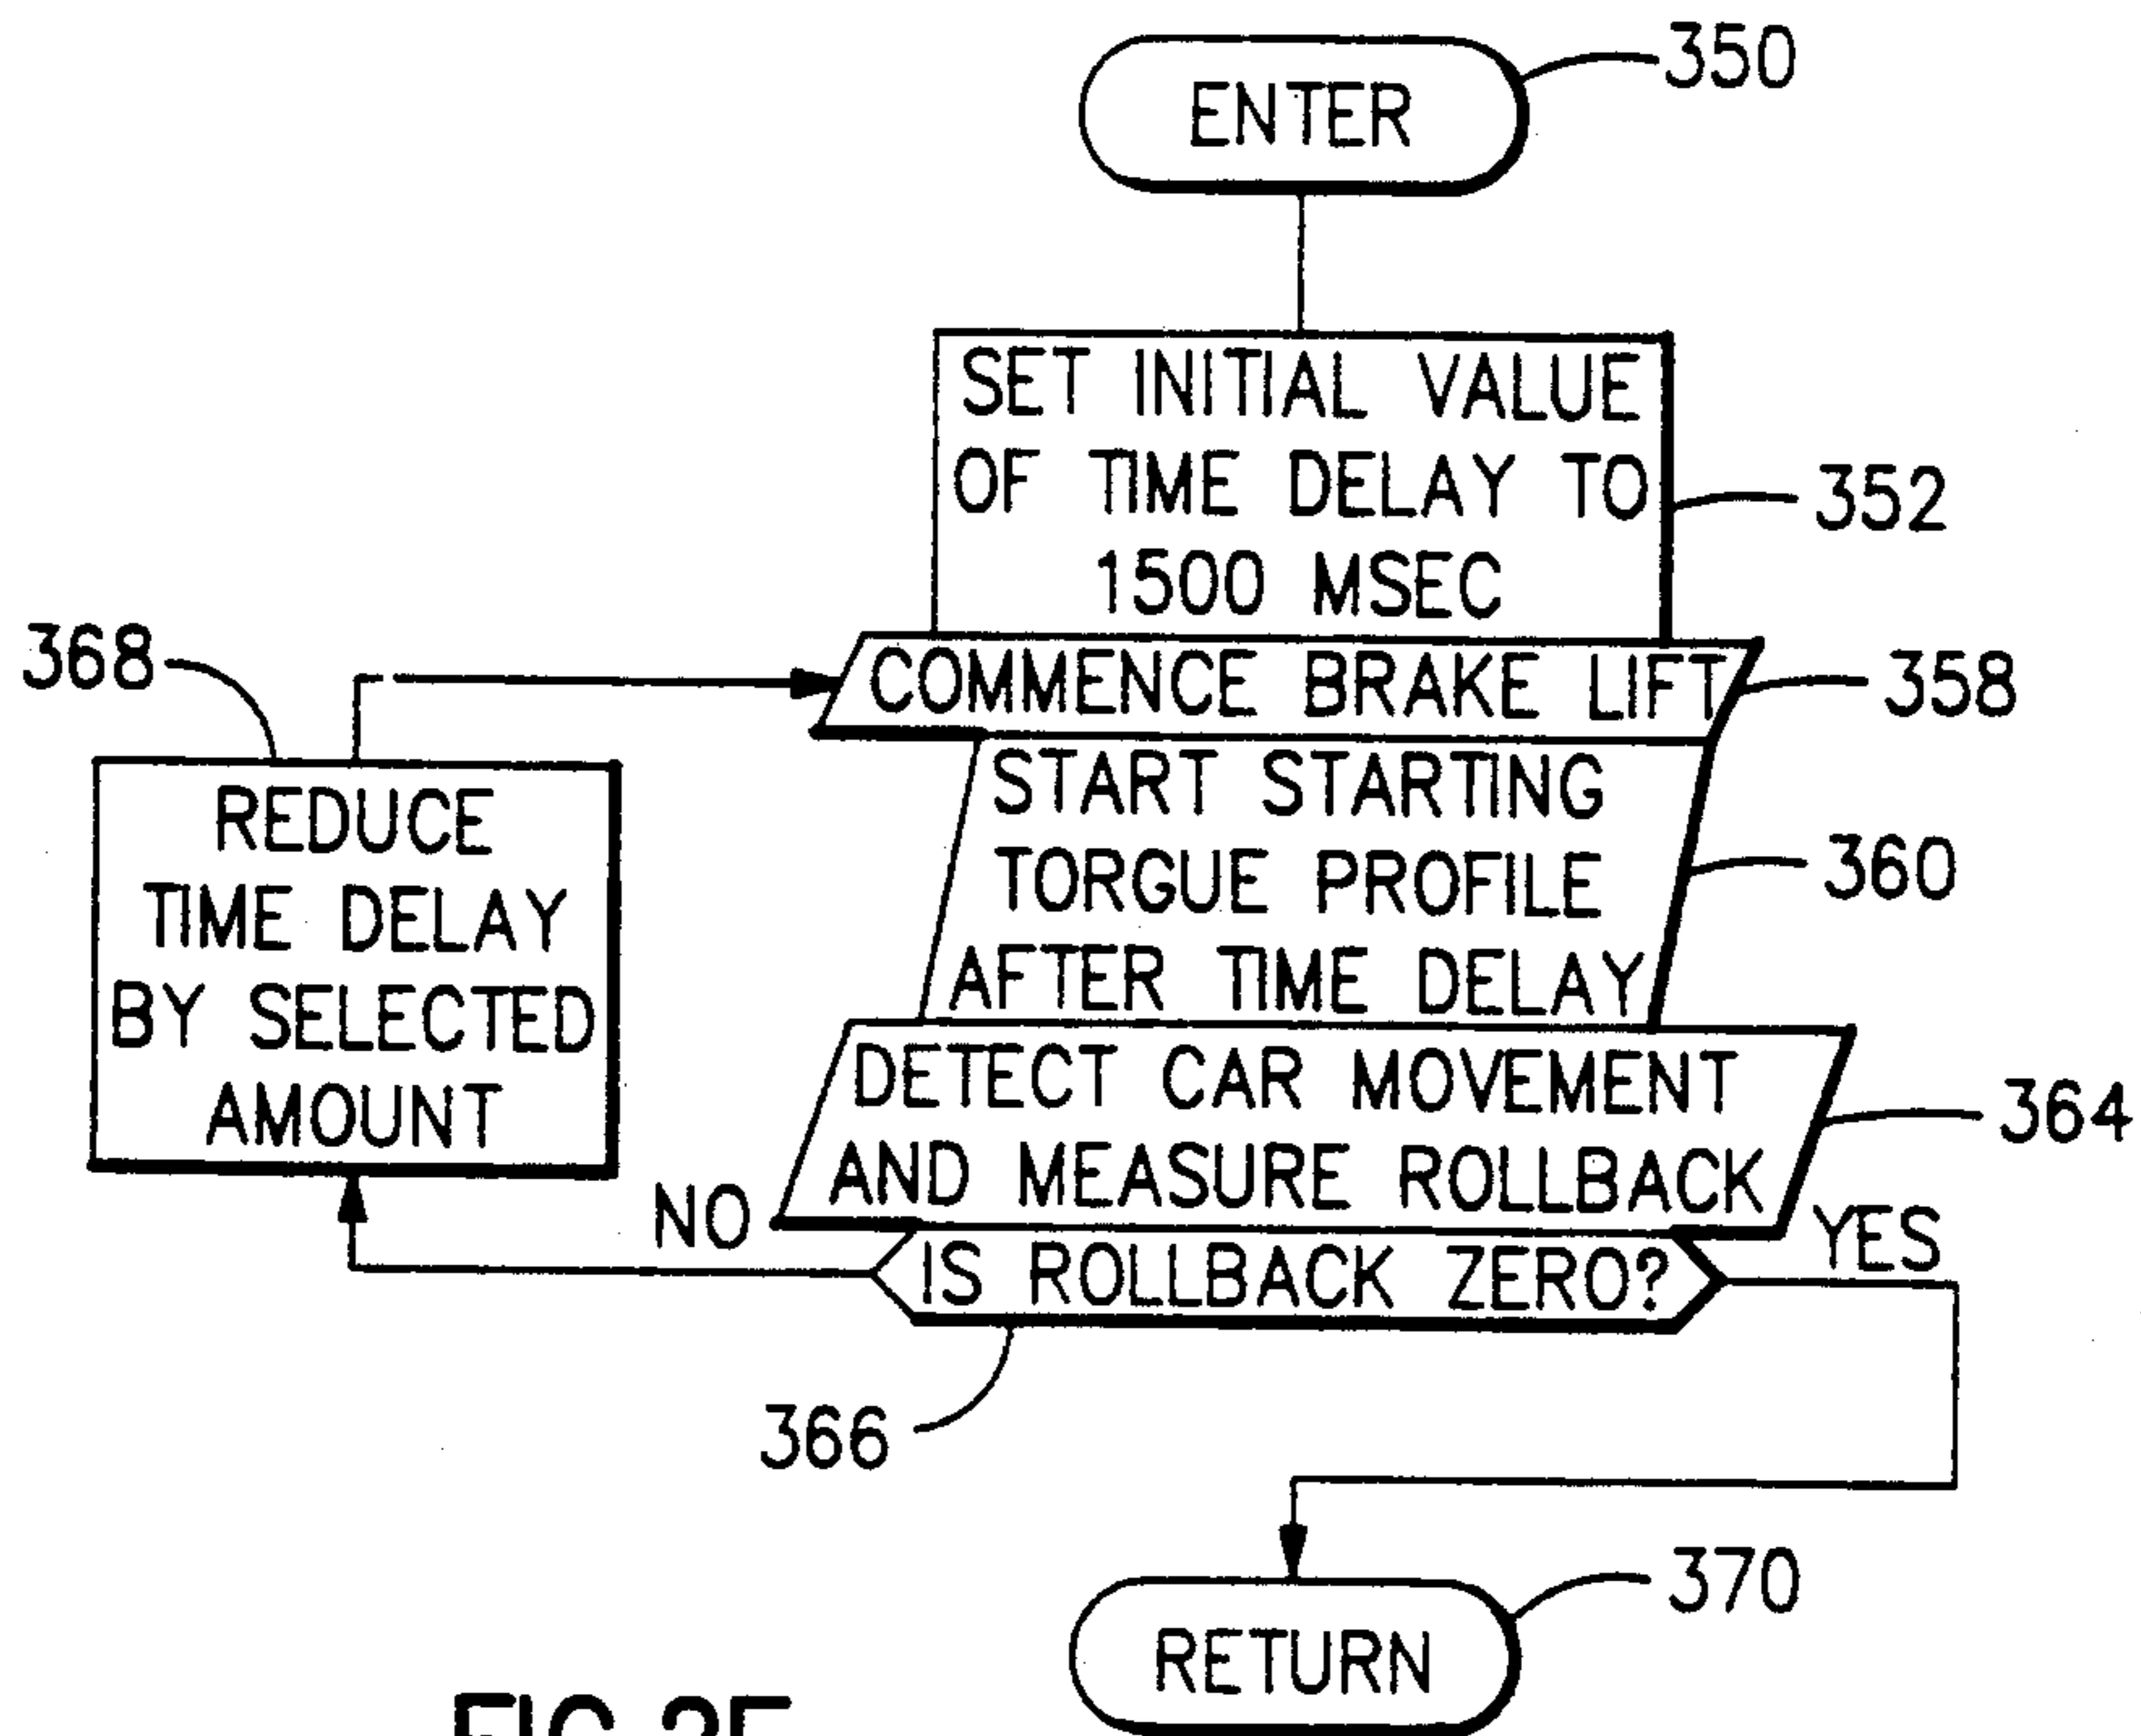 350
ENTER
SET INITIAL VALUE
OF TIME DELAY TO
1500 MSEC
352
368
COMMENCE BRAKE LIFT
358
START STARTING
TORGUE PROFILE
AFTER TIME DELAY
360
REDUCE
TIME DELAY
BY SELECTED
AMOUNT
DETECT CAR MOVEMENT
AND MEASURE ROLLBACK
364
NO
YES
IS ROLLBACK ZERO?
366
370
RETURN